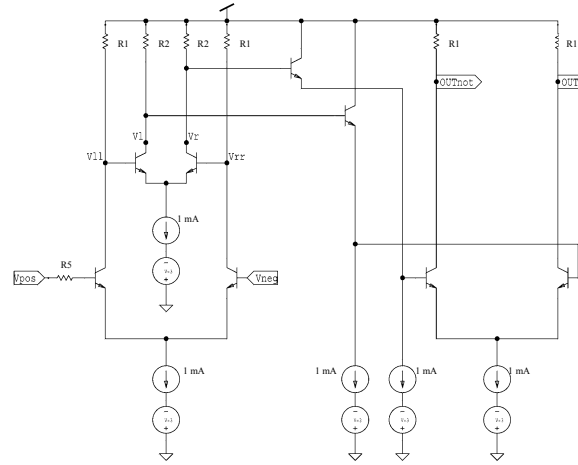 R1 R2 R2 R1 R1 R1
OUTnot OUT
Vl Vr
Vll Vrr
1 mA
R5
Vpos Vneg
1 mA 1 mA 1 mA 1 mA